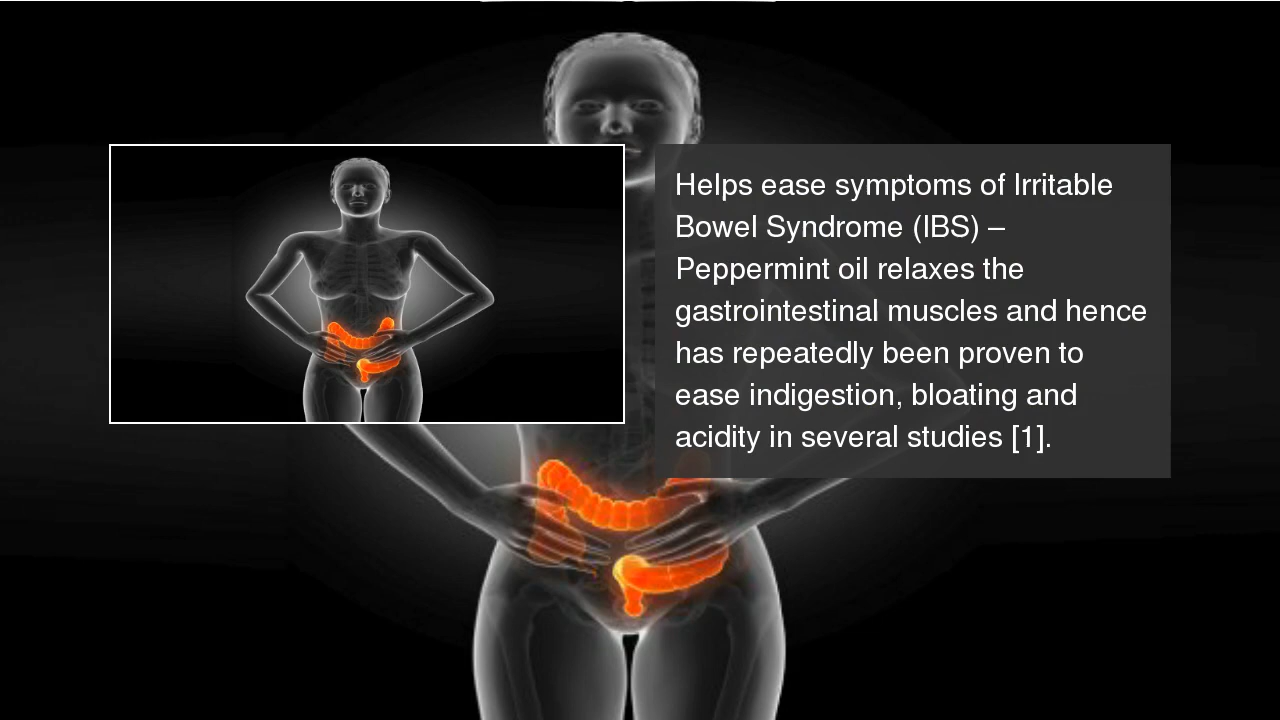 Helps ease symptoms of Irritable
Bowel Syndrome (IBS) –
Peppermint oil relaxes the
gastrointestinal muscles and hence
has repeatedly been proven to
ease indigestion, bloating and
acidity in several studies [1].